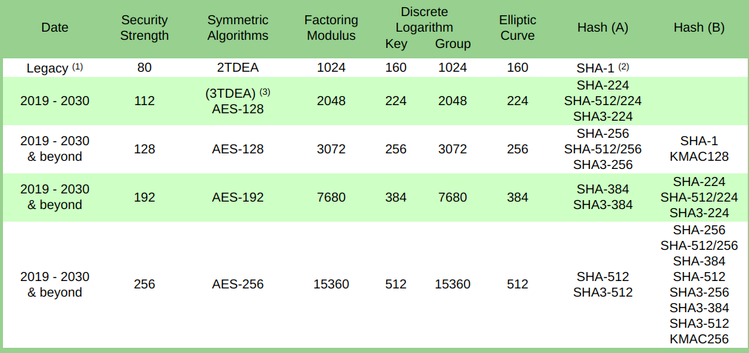 Date Security Strength Symmetric Algorithms Factoring Modulus Discrete Logarithm Key Group Elliptic Curve Hash (A) Hash (B)
Legacy (1) 80 2TDEA 1024 160 1024 160 SHA-1 (2)
2019 - 2030 112 (3TDEA) (3) AES-128 2048 224 2048 224 SHA-224 SHA-512/224 SHA3-224
2019 - 2030 & beyond 128 AES-128 3072 256 3072 256 SHA-256 SHA-512/256 SHA3-256 SHA-1 KMAC128
2019 - 2030 & beyond 192 AES-192 7680 384 7680 384 SHA-384 SHA3-384 SHA-224 SHA-512/224 SHA3-224
2019 - 2030 & beyond 256 AES-256 15360 512 15360 512 SHA-512 SHA3-512 SHA-256 SHA-512/256 SHA-384 SHA-512 SHA3-256 SHA3-384 SHA3-512 KMAC256